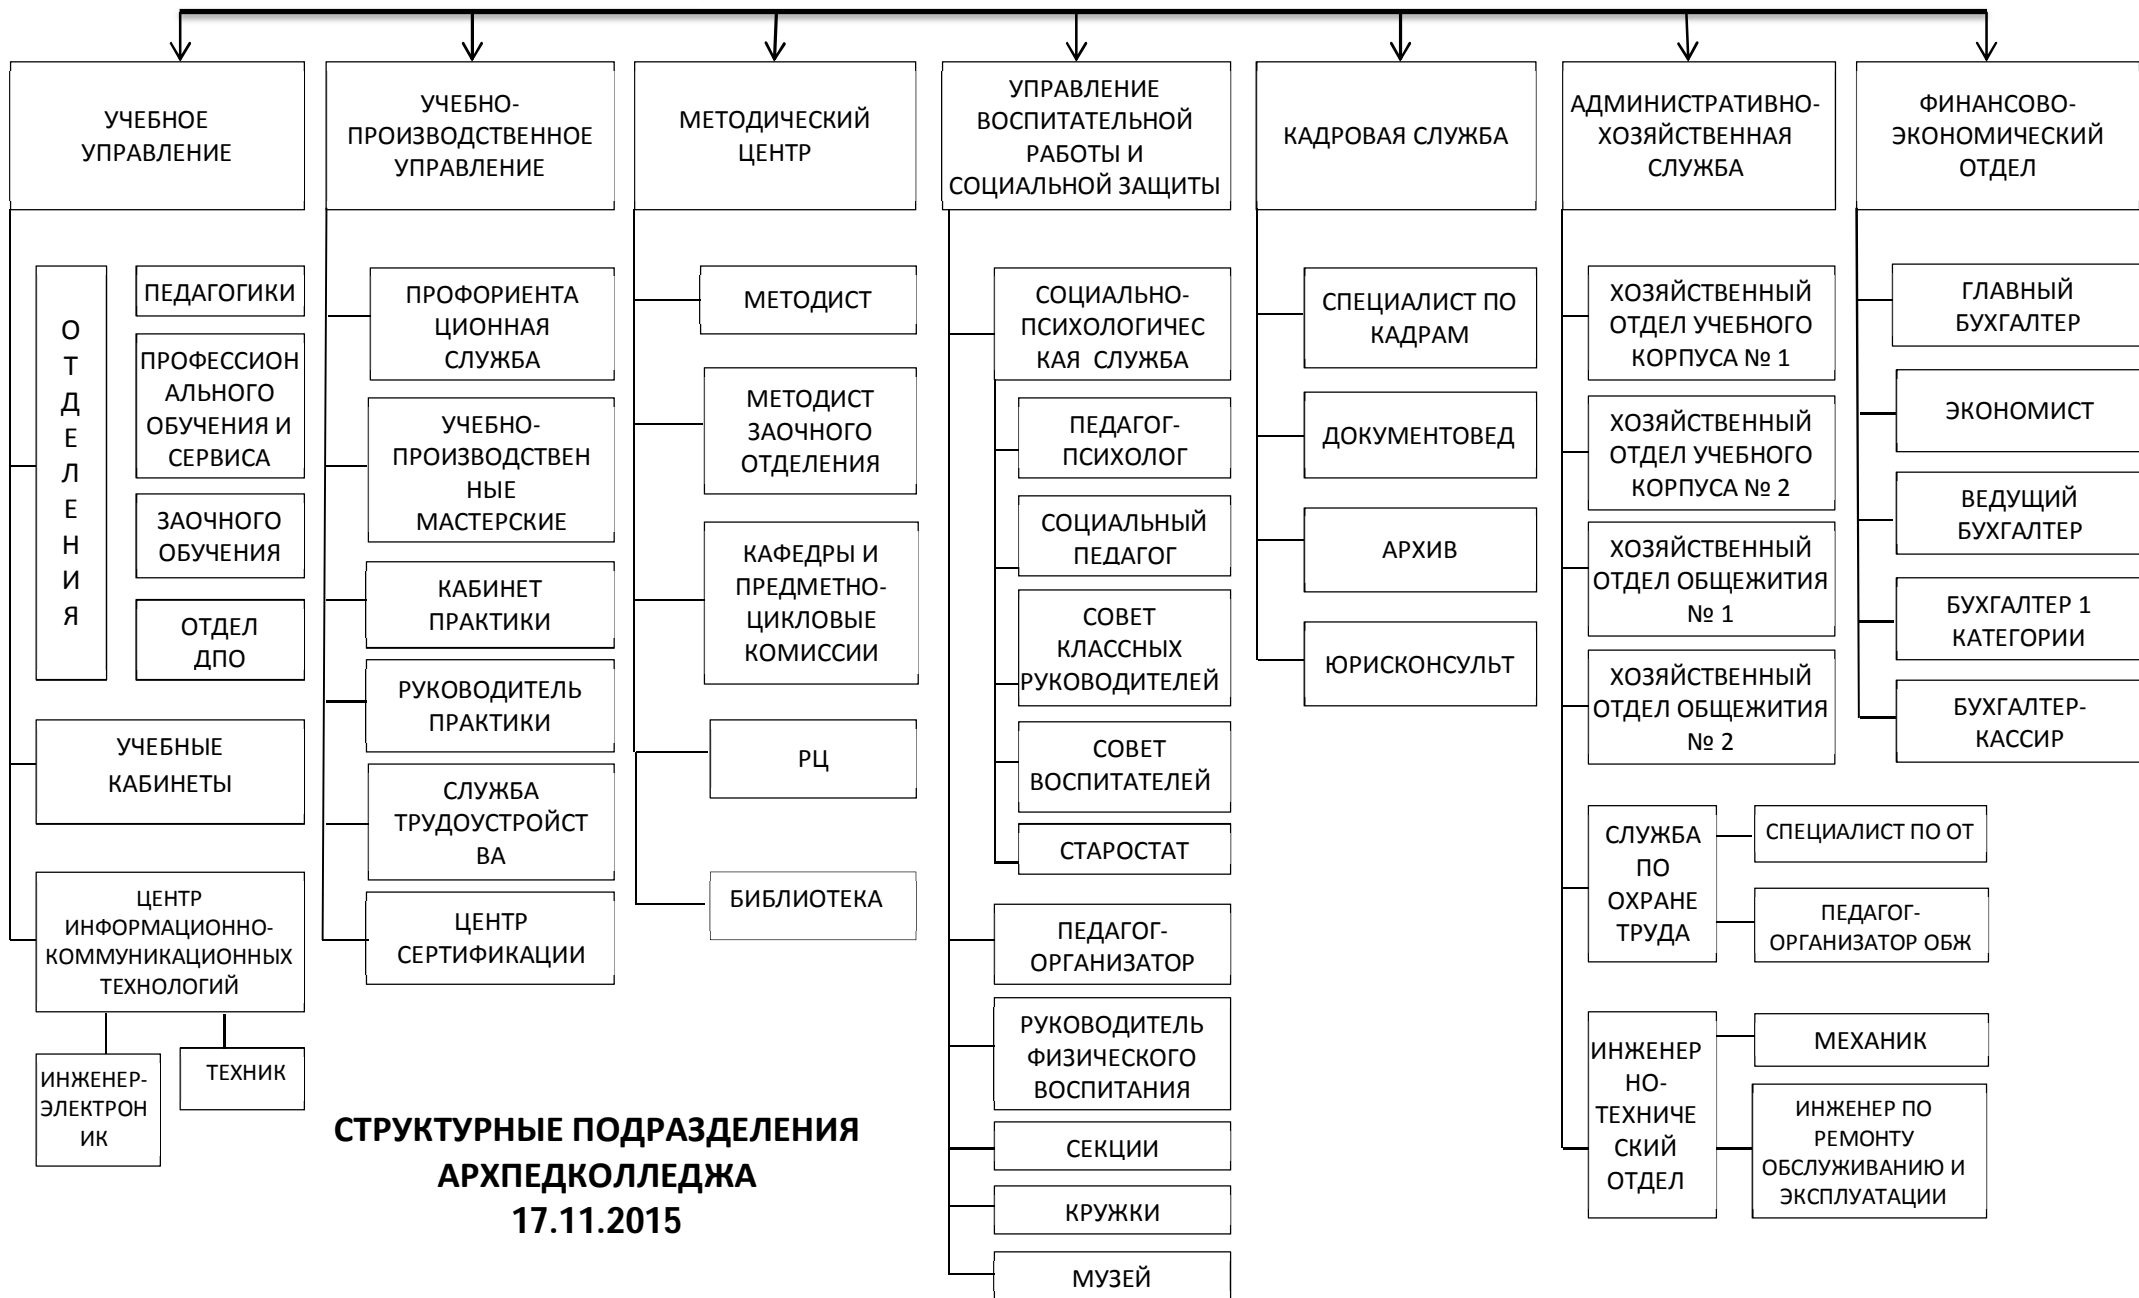 УЧЕБНОЕ
УПРАВЛЕНИЕ
УЧЕБНО-
ПРОИЗВОДСТВЕННОЕ
УПРАВЛЕНИЕ
МЕТОДИЧЕСКИЙ
ЦЕНТР
УПРАВЛЕНИЕ
ВОСПИТАТЕЛЬНОЙ
РАБОТЫ И
СОЦИАЛЬНОЙ ЗАЩИТЫ
КАДРОВАЯ СЛУЖБА
АДМИНИСТРАТИВНО-
ХОЗЯЙСТВЕННАЯ
СЛУЖБА
ФИНАНСОВО-
ЭКОНОМИЧЕСКИЙ
ОТДЕЛ
О
Т
Д
Е
Л
Е
Н
И
Я
ПЕДАГОГИКИ
ПРОФЕССИОН
АЛЬНОГО
ОБУЧЕНИЯ И
СЕРВИСА
ЗАОЧНОГО
ОБУЧЕНИЯ
ОТДЕЛ
ДПО
УЧЕБНЫЕ
КАБИНЕТЫ
ЦЕНТР
ИНФОРМАЦИОННО-
КОММУНИКАЦИОННЫХ
ТЕХНОЛОГИЙ
ИНЖЕНЕР-
ЭЛЕКТРОН
ИК
ТЕХНИК
ПРОФОРИЕНТА
ЦИОННАЯ
СЛУЖБА
УЧЕБНО-
ПРОИЗВОДСТВЕН
НЫЕ
МАСТЕРСКИЕ
КАБИНЕТ
ПРАКТИКИ
РУКОВОДИТЕЛЬ
ПРАКТИКИ
СЛУЖБА
ТРУДОУСТРОЙСТ
ВА
ЦЕНТР
СЕРТИФИКАЦИИ
МЕТОДИСТ
МЕТОДИСТ
ЗАОЧНОГО
ОТДЕЛЕНИЯ
КАФЕДРЫ И
ПРЕДМЕТНО-
ЦИКЛОВЫЕ
КОМИССИИ
РЦ
БИБЛИОТЕКА
СОЦИАЛЬНО-
ПСИХОЛОГИЧЕС
КАЯ СЛУЖБА
ПЕДАГОГ-
ПСИХОЛОГ
СОЦИАЛЬНЫЙ
ПЕДАГОГ
СОВЕТ
КЛАССНЫХ
РУКОВОДИТЕЛЕЙ
СОВЕТ
ВОСПИТАТЕЛЕЙ
СТАРОСТАТ
ПЕДАГОГ-
ОРГАНИЗАТОР
РУКОВОДИТЕЛЬ
ФИЗИЧЕСКОГО
ВОСПИТАНИЯ
СЕКЦИИ
КРУЖКИ
МУЗЕЙ
СПЕЦИАЛИСТ ПО
КАДРАМ
ДОКУМЕНТОВЕД
АРХИВ
ЮРИСКОНСУЛЬТ
ХОЗЯЙСТВЕННЫЙ
ОТДЕЛ УЧЕБНОГО
КОРПУСА № 1
ХОЗЯЙСТВЕННЫЙ
ОТДЕЛ УЧЕБНОГО
КОРПУСА № 2
ХОЗЯЙСТВЕННЫЙ
ОТДЕЛ ОБЩЕЖИТИЯ
№ 1
ХОЗЯЙСТВЕННЫЙ
ОТДЕЛ ОБЩЕЖИТИЯ
№ 2
СЛУЖБА
ПО
ОХРАНЕ
ТРУДА
СПЕЦИАЛИСТ ПО ОТ
ПЕДАГОГ-
ОРГАНИЗАТОР ОБЖ
ИНЖЕНЕР
НО-
ТЕХНИЧЕ
СКИЙ
ОТДЕЛ
МЕХАНИК
ИНЖЕНЕР ПО
РЕМОНТУ
ОБСЛУЖИВАНИЮ И
ЭКСПЛУАТАЦИИ
ГЛАВНЫЙ
БУХГАЛТЕР
ЭКОНОМИСТ
ВЕДУЩИЙ
БУХГАЛТЕР
БУХГАЛТЕР 1
КАТЕГОРИИ
БУХГАЛТЕР-
КАССИР
СТРУКТУРНЫЕ ПОДРАЗДЕЛЕНИЯ
АРХПЕДКОЛЛЕДЖА
17.11.2015